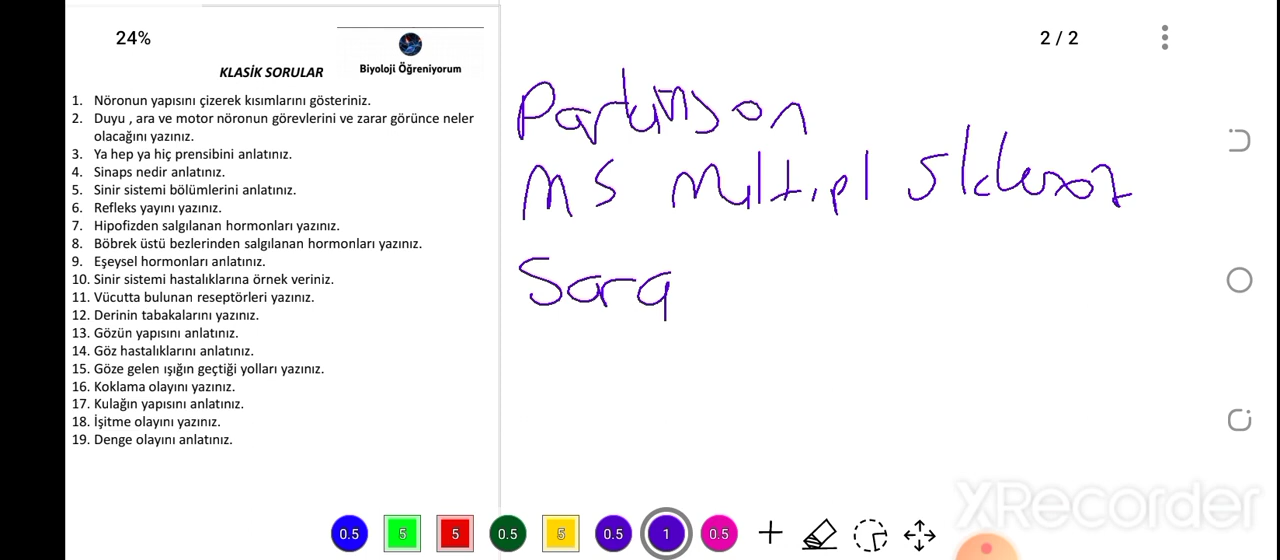 24%
2 / 2
Biyoloji Öğreniyorum
KLASİK SORULAR
1. Nöronun yapısını çizerek kısımlarını gösteriniz.
2. Duyu , ara ve motor nöronun görevlerini ve zarar görünce neler
olacağını yazınız.
3. Ya hep ya hiç prensibini anlatınız.
4. Sinaps nedir anlatınız.
5. Sinir sistemi bölümlerini anlatınız.
6. Refleks yayını yazınız.
7. Hipofizden salgılanan hormonları yazınız.
8. Böbrek üstü bezlerinden salgılanan hormonları yazınız.
9. Eşeysel hormonları anlatınız.
10. Sinir sistemi hastalıklarına örnek veriniz.
11. Vücutta bulunan reseptörleri yazınız.
12. Derinin tabakalarını yazınız.
13. Gözün yapısını anlatınız.
14. Göz hastalıklarını anlatınız.
15. Göze gelen ışığın geçtiği yolları yazınız.
16. Koklama olayını yazınız.
17. Kulağın yapısını anlatınız.
18. İşitme olayını yazınız.
19. Denge olayını anlatınız.
Parkinson
MS Multipl Skleroz
Sara
0.5 5 5 0.5 5 0.5 1 0.5
XRecorder